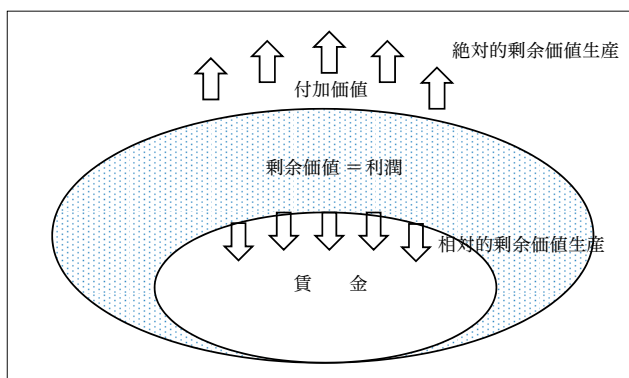 絶対的剰余価値生産
付加価値
剰余価値 = 利潤
相対的剰余価値生産
賃　金